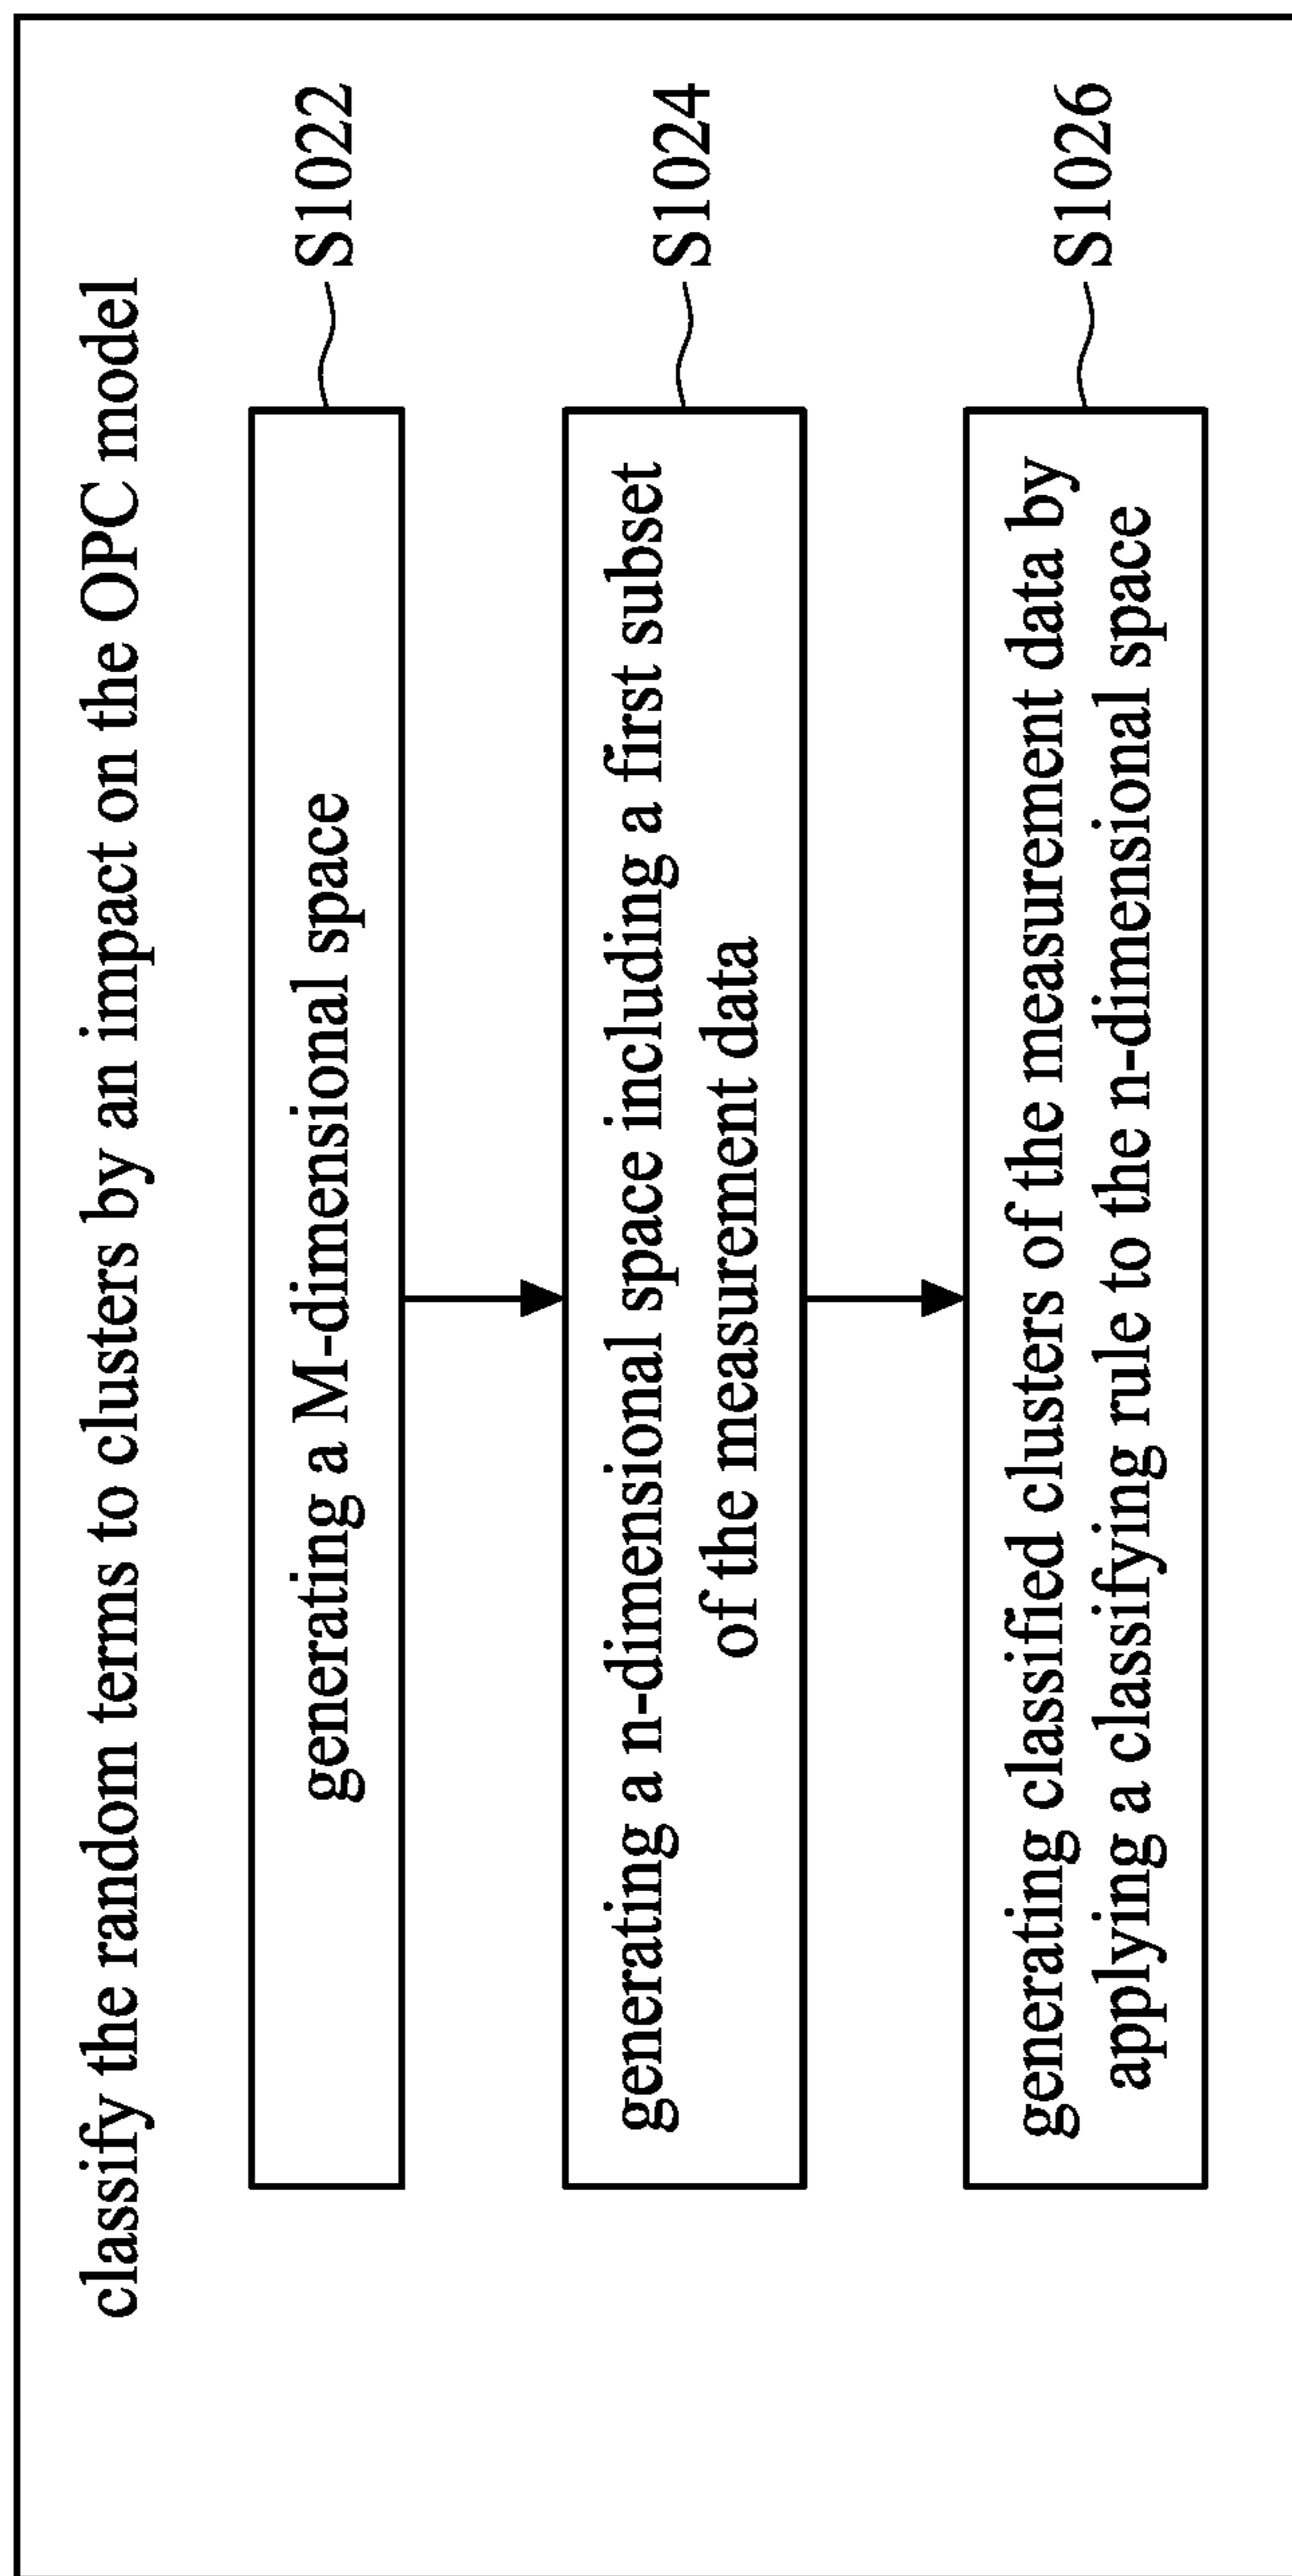 classify the random terms to clusters by an impact on the OPC model
generating a M-dimensional space
S1022
generating a n-dimensional space including a first subset
of the measurement data
S1024
generating classified clusters of the measurement data by
applying a classifying rule to the n-dimensional space
S1026